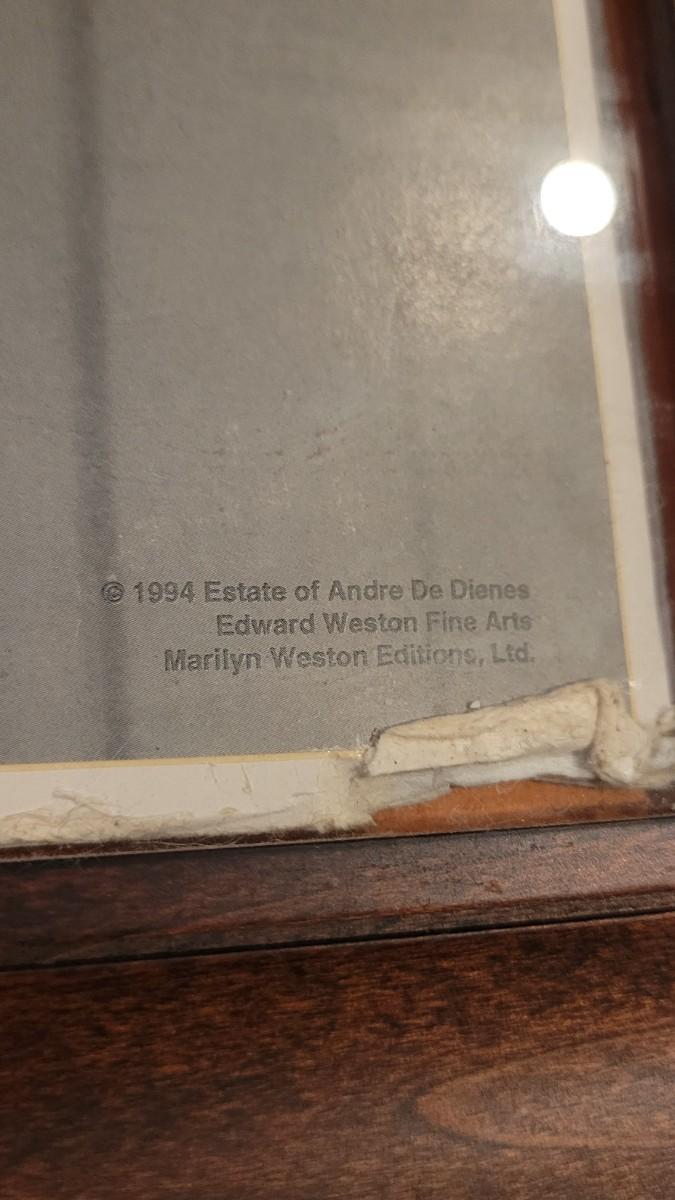 © 1994 Estate of Andre De Dienes
Edward Weston Fine Arts
Marilyn Weston Editions, Ltd.